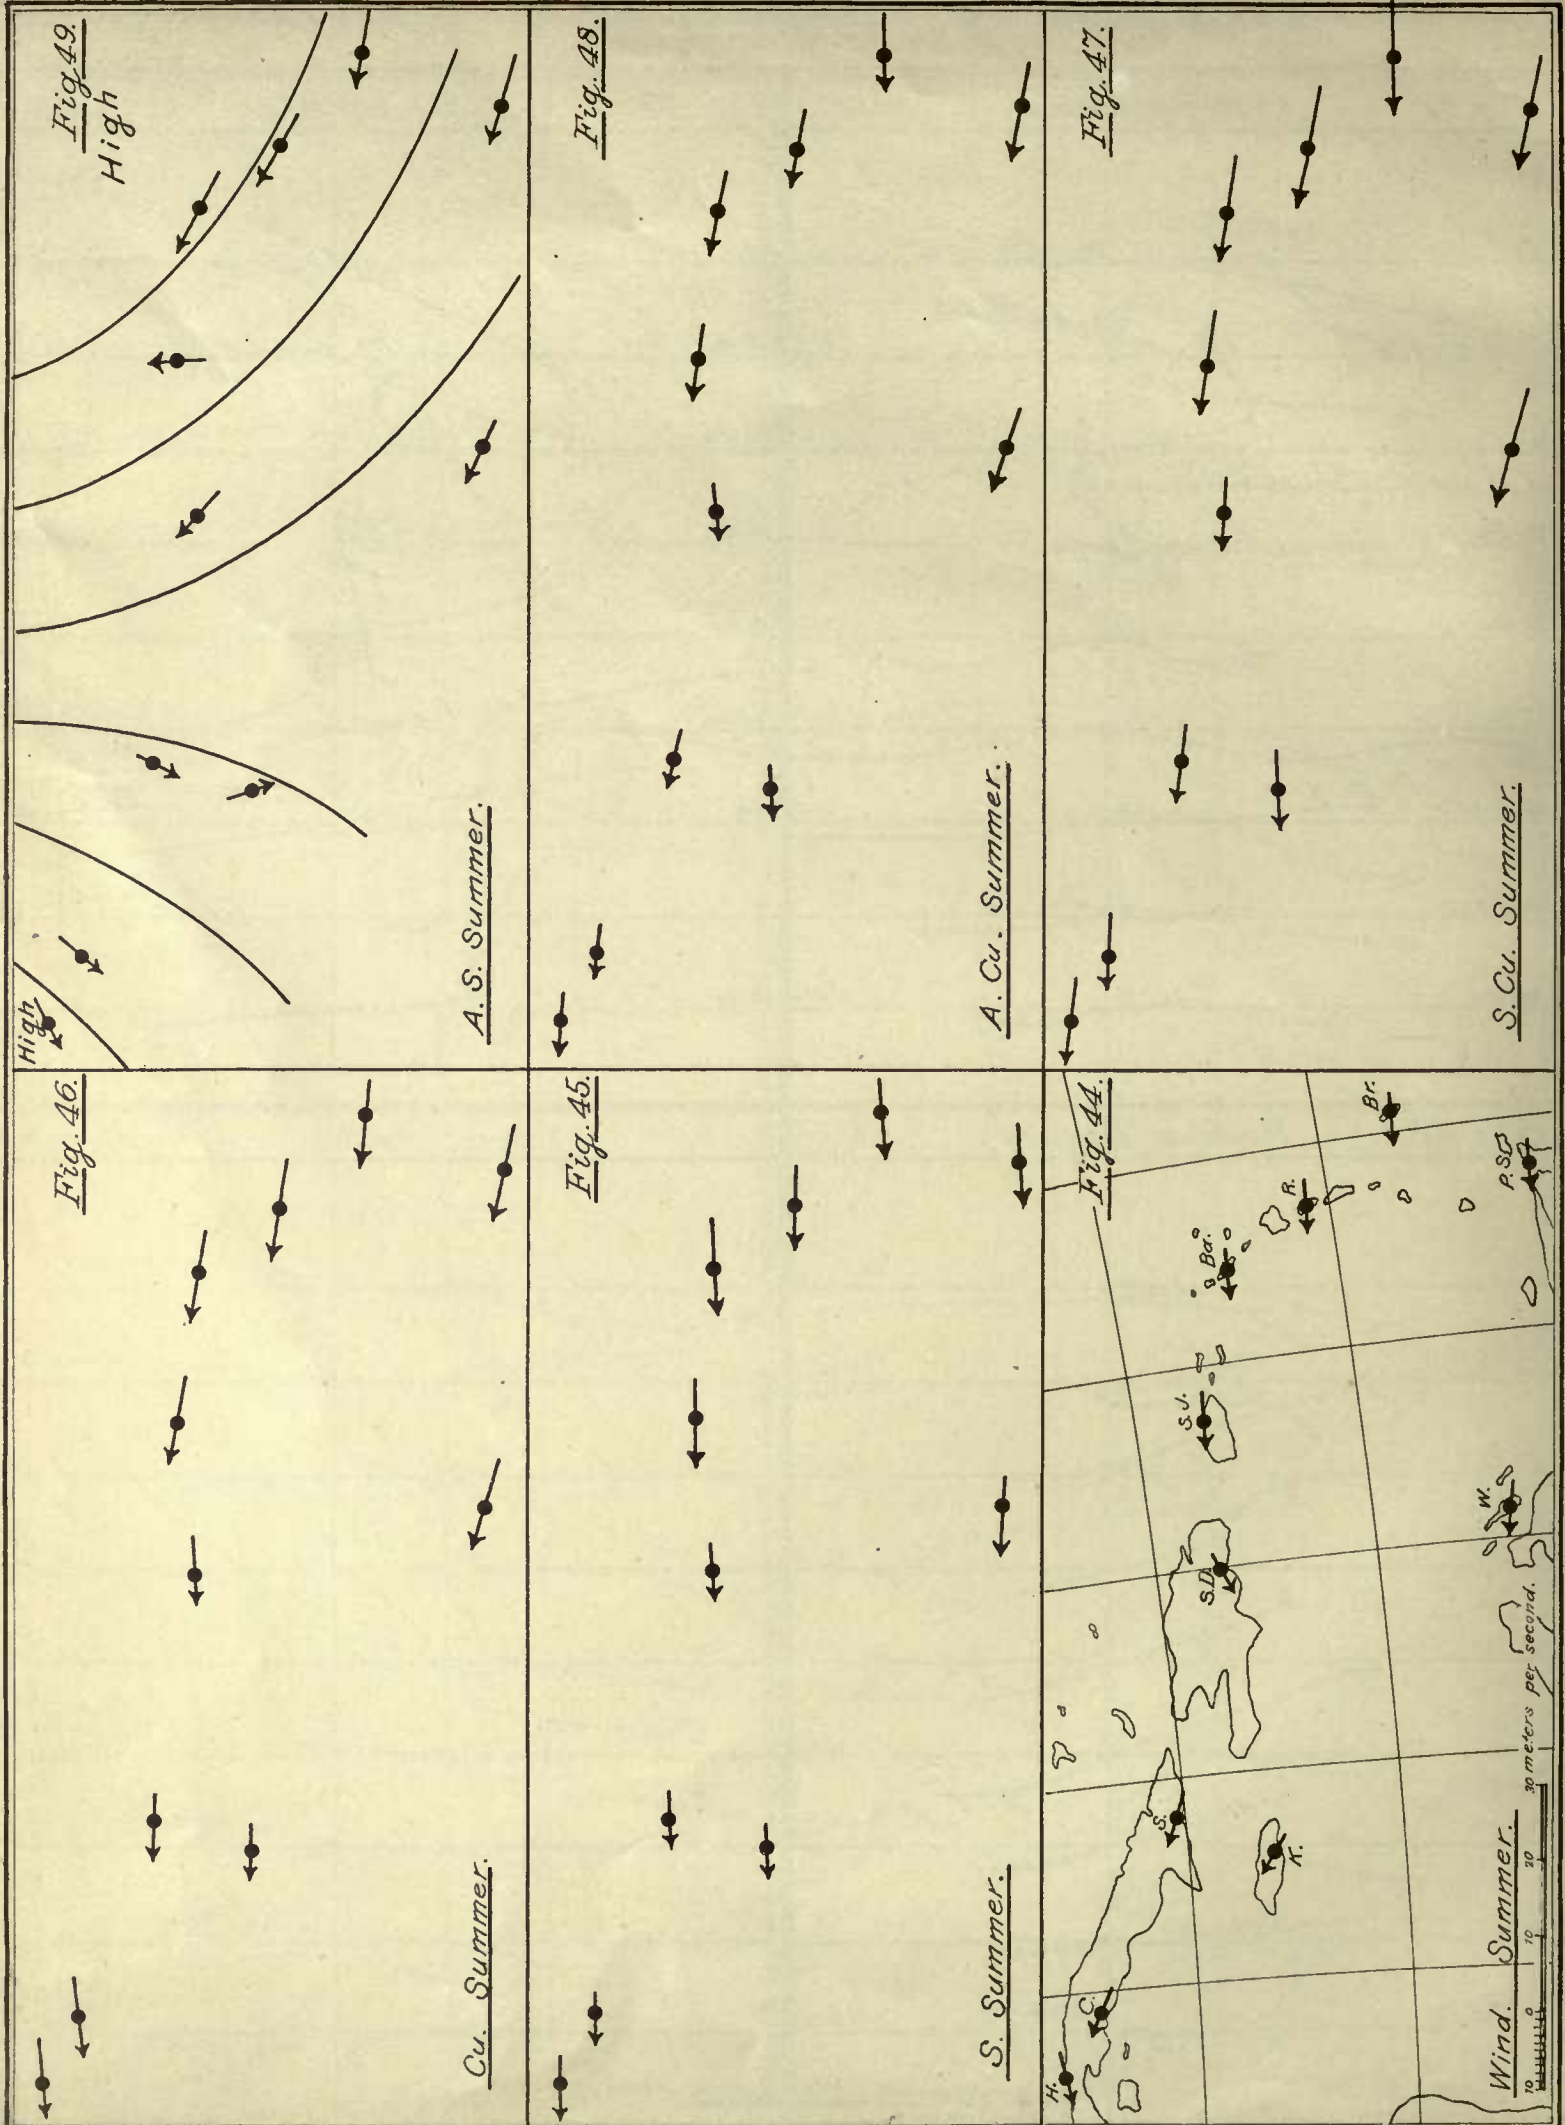 Fig. 49.
High
High
A. S. Summer.
Fig. 48.
A. Cu. Summer.
Fig. 47.
S. Cu. Summer.
Fig. 46.
Cu. Summer.
Fig. 45.
S. Summer.
Fig. 44.
H.
C.
S.
K.
S.D.
S.J.
Ba.
R.
Br.
P.S.
W.
Wind. Summer.
10 0 10 20 30 meters per second.